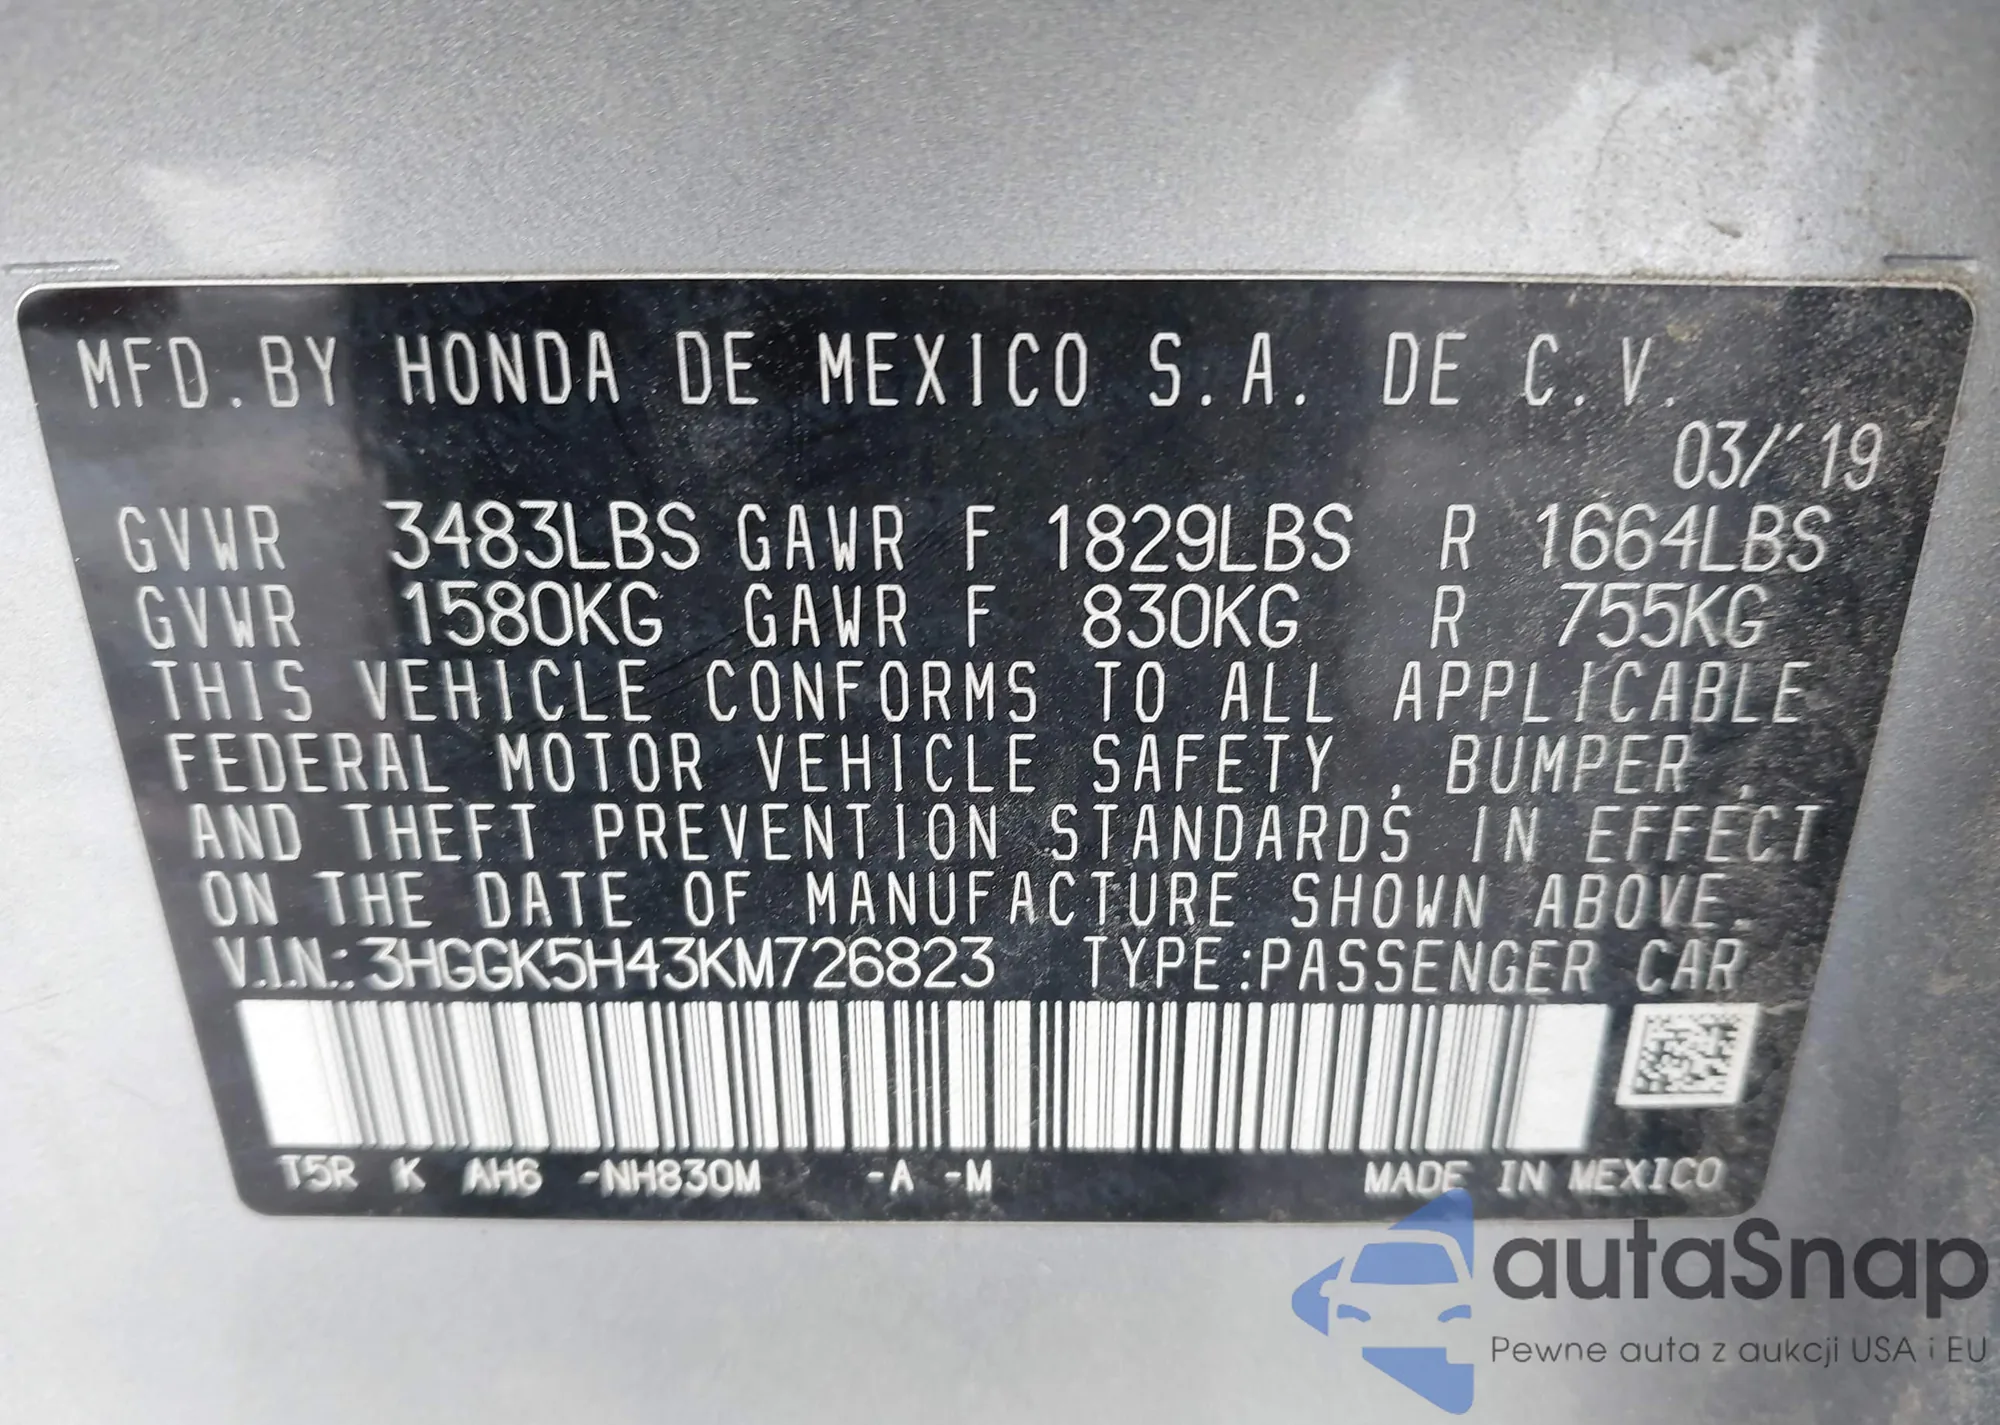 MFD. BY HONDA DE MEXICO S.A. DE C.V.
03/'19
GVWR 3483LBS GAWR F 1829LBS R 1664LBS
GVWR 1580KG GAWR F 830KG R 755KG
THIS VEHICLE CONFORMS TO ALL APPLICABLE
FEDERAL MOTOR VEHICLE SAFETY, BUMPER,
AND THEFT PREVENTION STANDARDS IN EFFECT
ON THE DATE OF MANUFACTURE SHOWN ABOVE.
V.I.N.: 3HGGK5H43KM726823 TYPE:PASSENGER CAR
T5R K AH6 -NH830M -A -M MADE IN MEXICO
autaSnap
Pewne auta z aukcji USA i EU